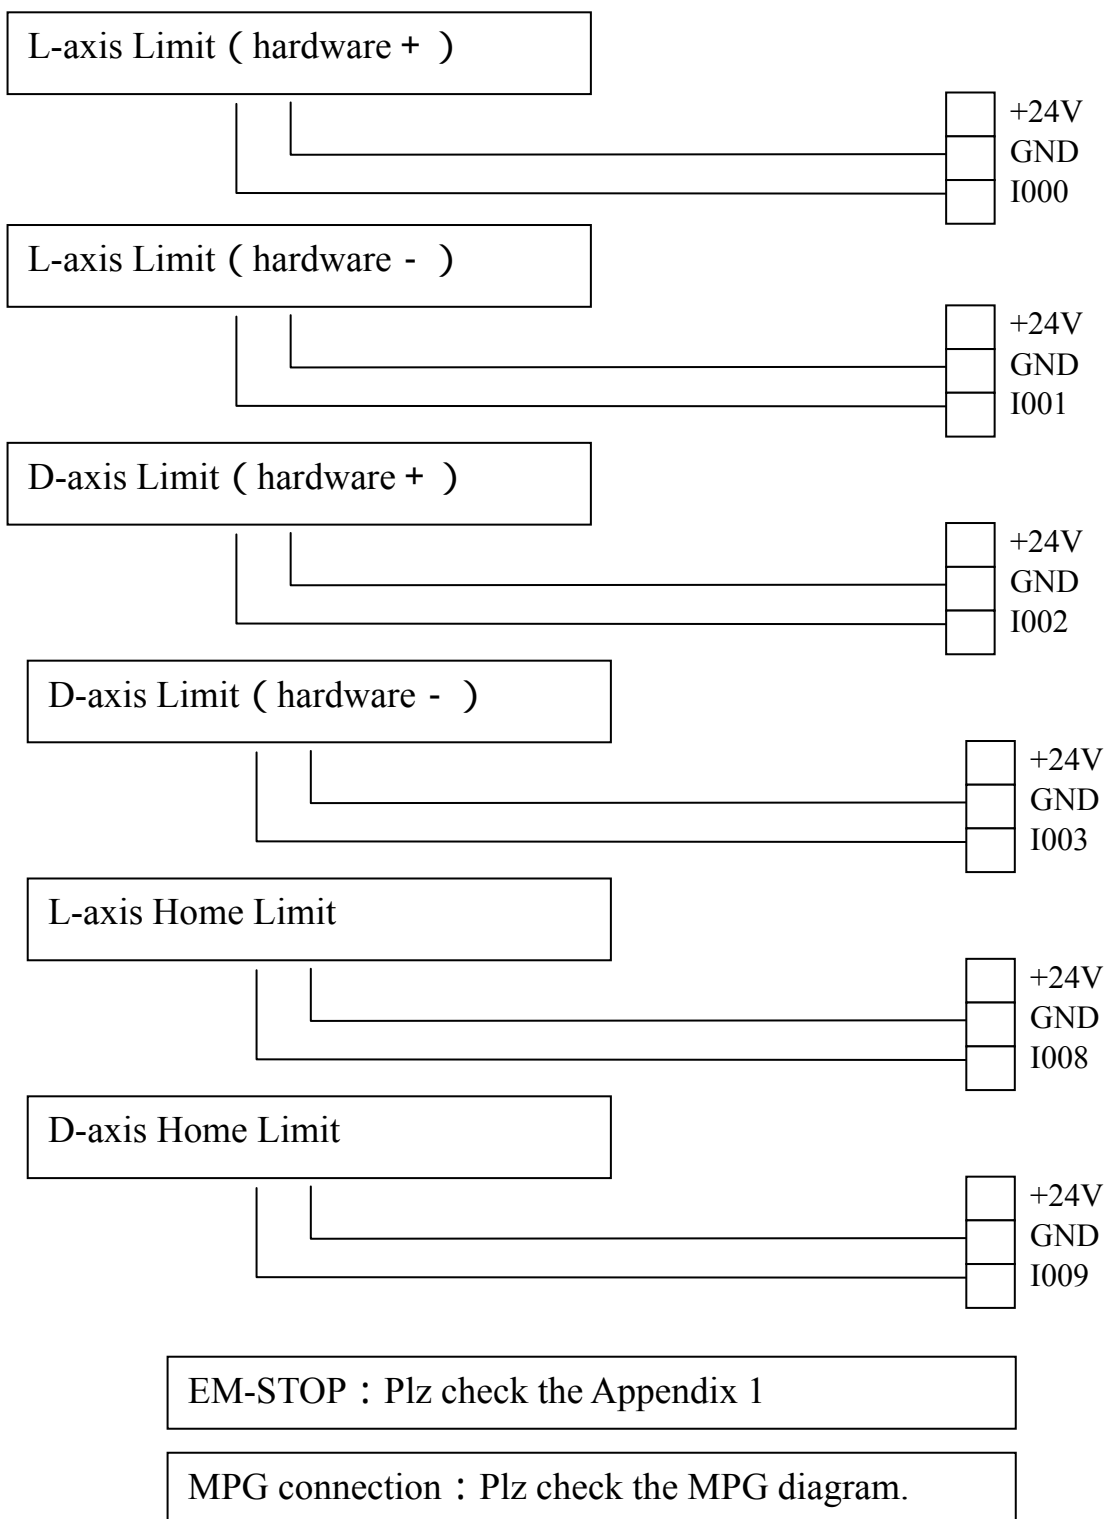 L-axis Limit（hardware＋ ）
+24V
GND
I000
L-axis Limit（hardware－ ）
+24V
GND
I001
D-axis Limit（hardware＋ ）
+24V
GND
I002
D-axis Limit（hardware－ ）
+24V
GND
I003
L-axis Home Limit
+24V
GND
I008
D-axis Home Limit
+24V
GND
I009
EM-STOP：Plz check the Appendix 1
MPG connection：Plz check the MPG diagram.